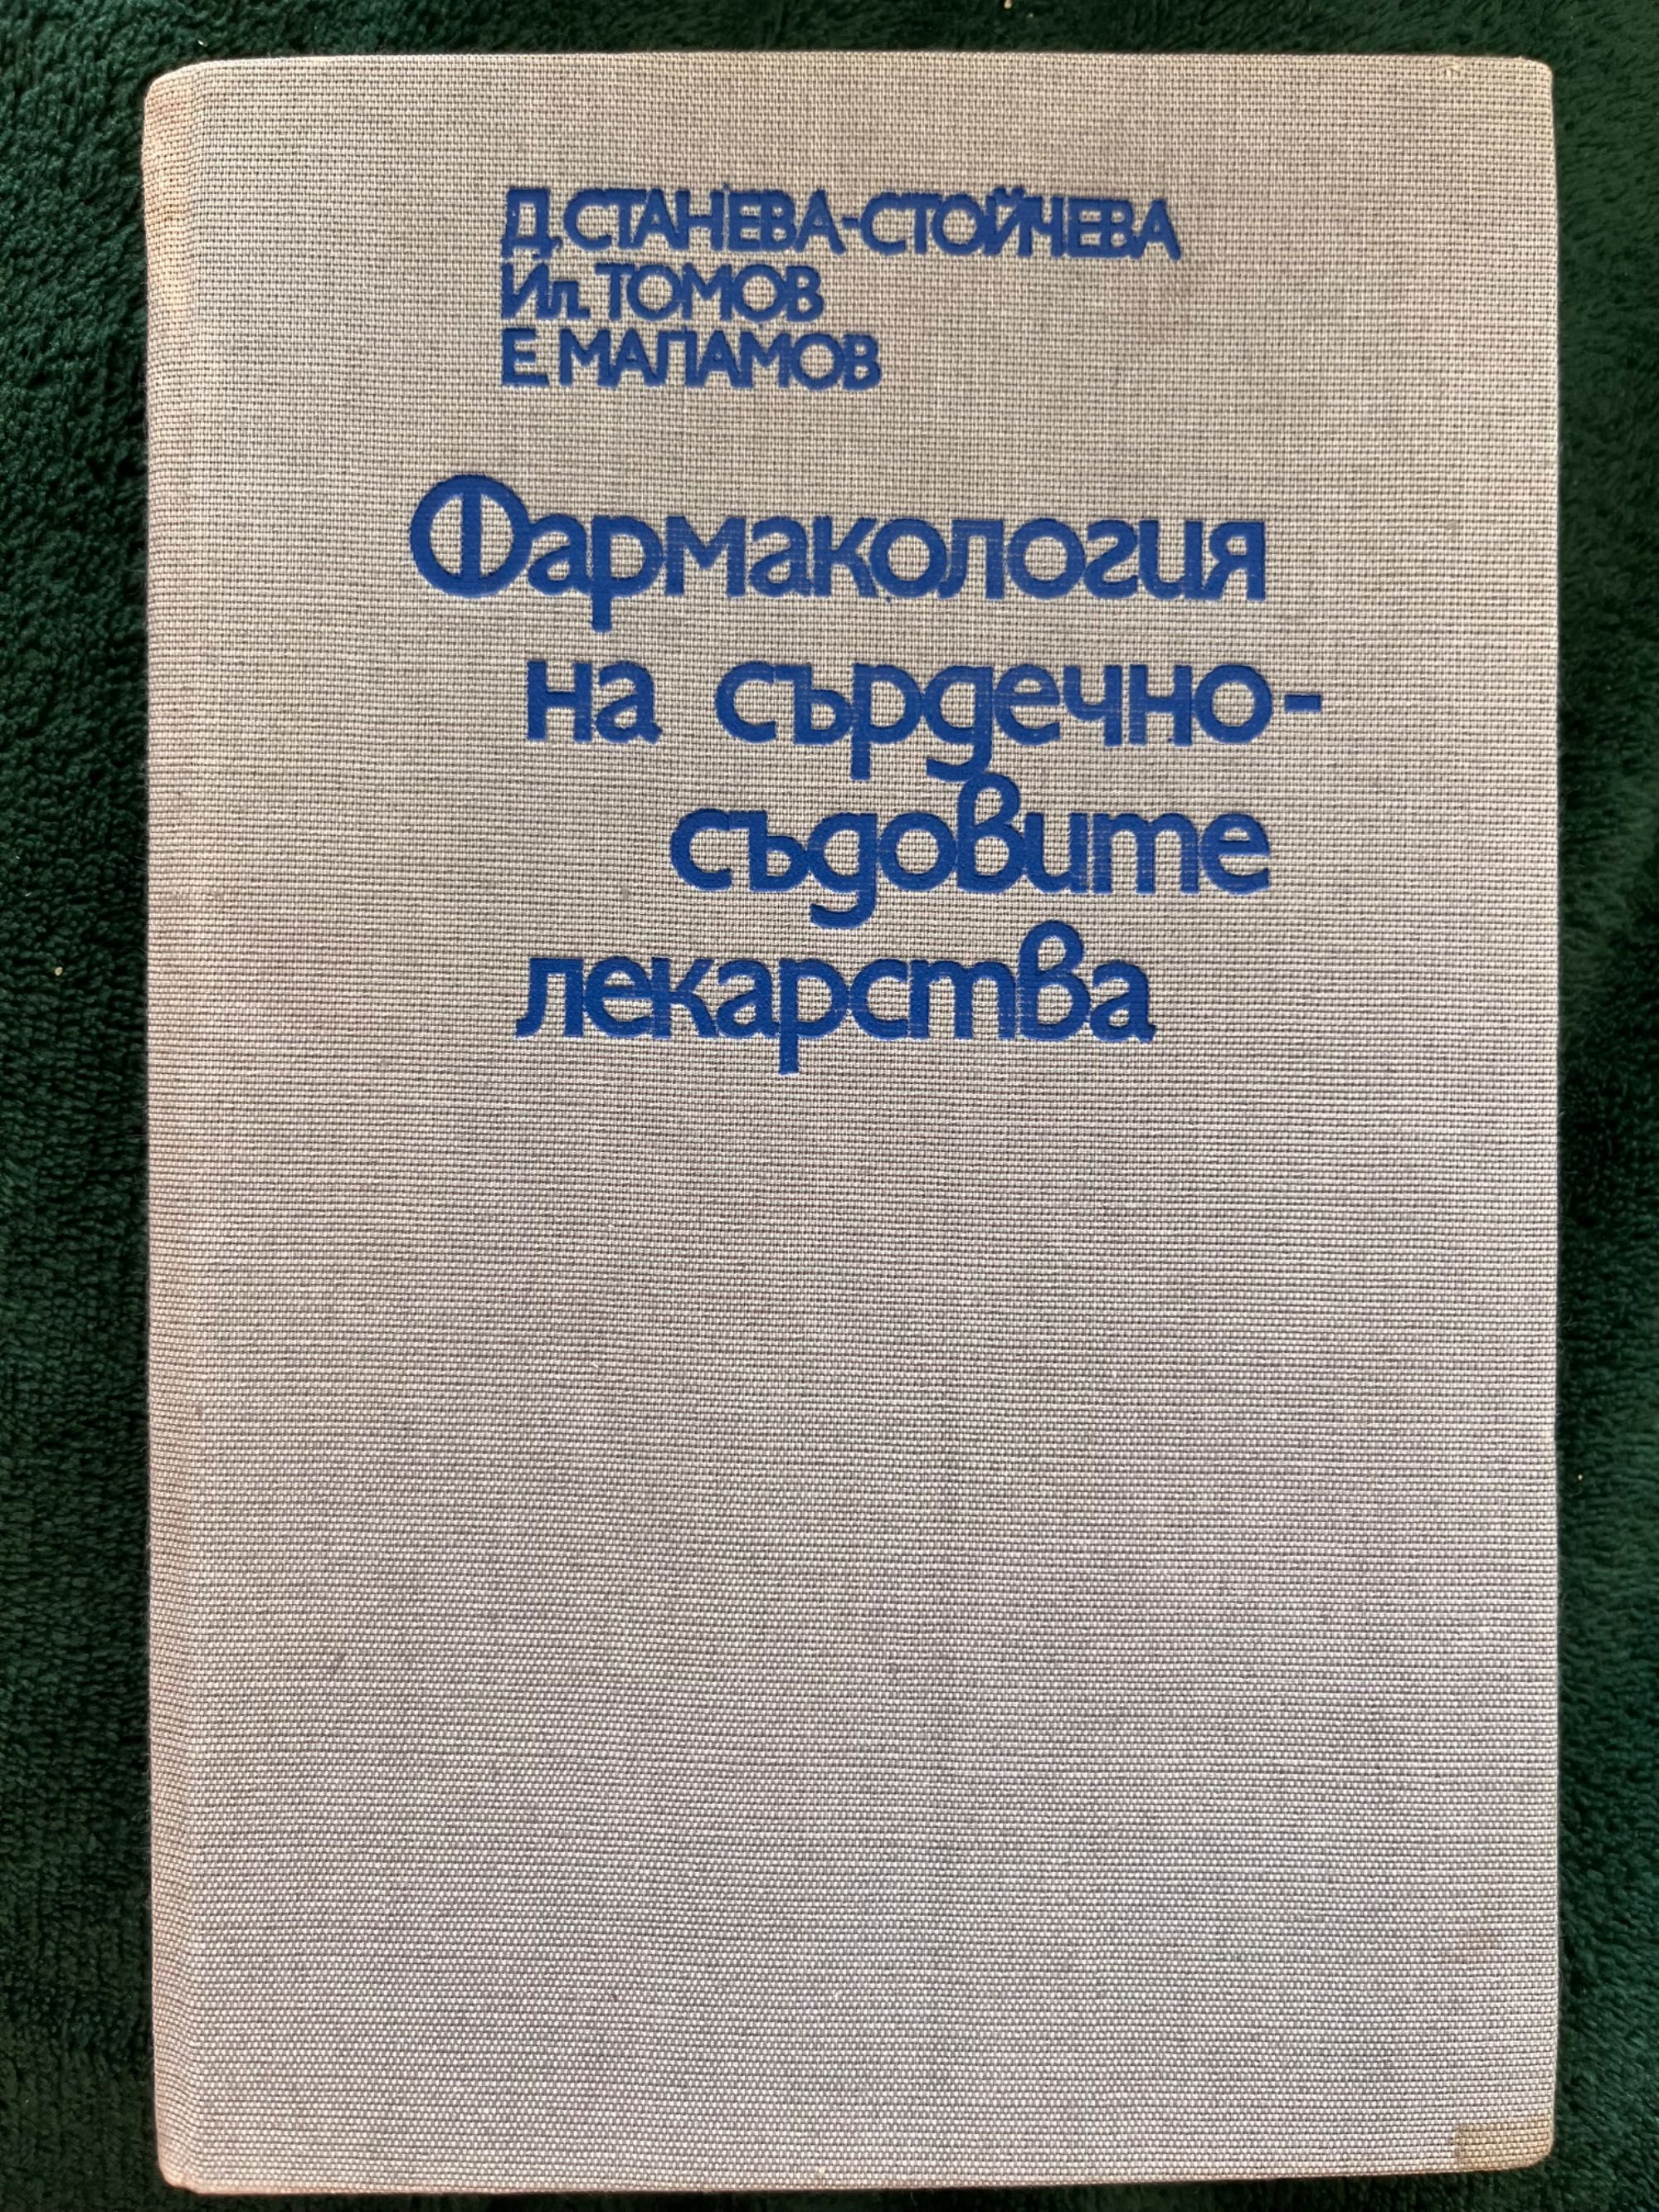 Д. СТАНЕВА-СТОЙЧЕВА
Ил. ТОМОВ
Е. МАЛАМОВ
Фармакология
на сърдечно-
съдовите
лекарства